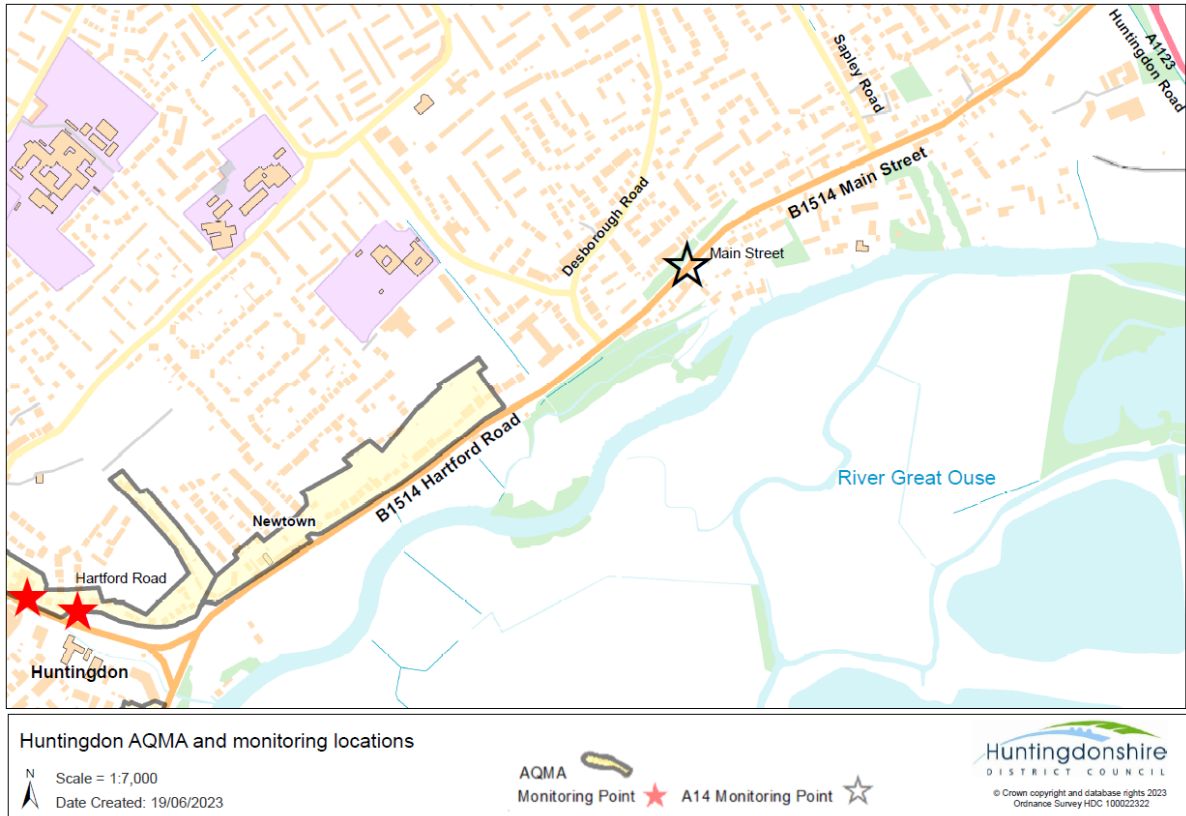 Sapley Road
A1123
Huntingdon Road
B1514 Main Street
Desborough Road
Main Street
River Great Ouse
B1514 Hartford Road
Newtown
Hartford Road
Huntingdon
Huntingdon AQMA and monitoring locations
N
Scale = 1:7,000
Date Created: 19/06/2023
AQMA
Monitoring Point
A14 Monitoring Point
Huntingdonshire
DISTRICT COUNCIL
© Crown copyright and database rights 2023
Ordnance Survey HDC 100022322